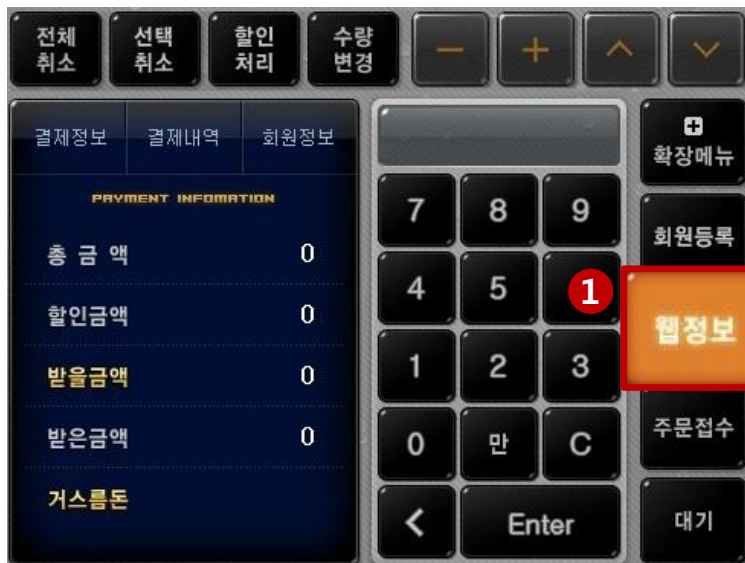 전체 취소
선택 취소
할인 처리
수량 변경
− + ^ ∨
결제정보 결제내역 회원정보
PAYMENT INFOMATION
총 금 액 0
할인금액 0
받을금액 0
받은금액 0
거스름돈
7 8 9
4 5
1
1 2 3
0 만 C
< Enter
확장메뉴
회원등록
웹정보
주문접수
대기